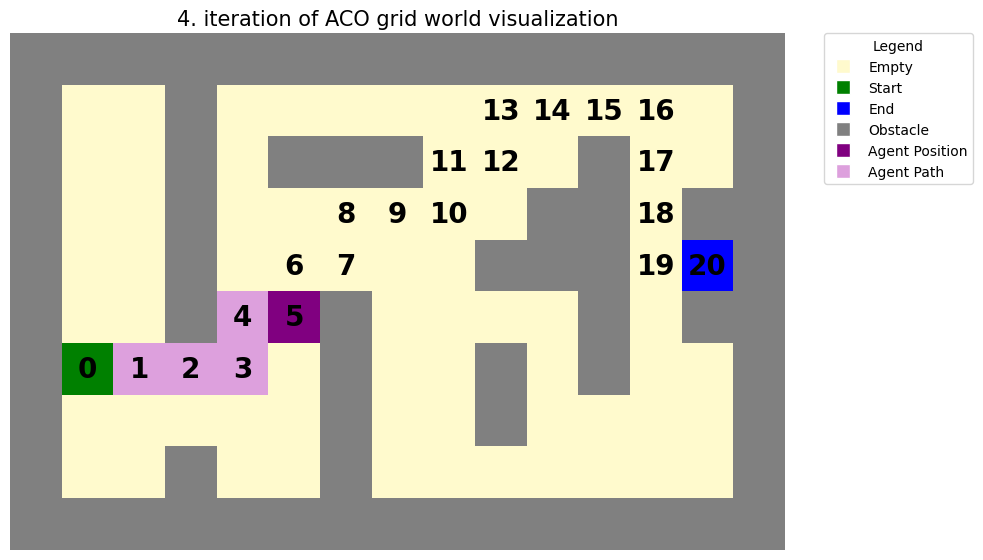 4. iteration of ACO grid world visualization
Legend
Empty
Start
End
Obstacle
Agent Position
Agent Path
13 14 15 16
11 12 17
8 9 10 18
6 7 19 20
4 5
0 1 2 3